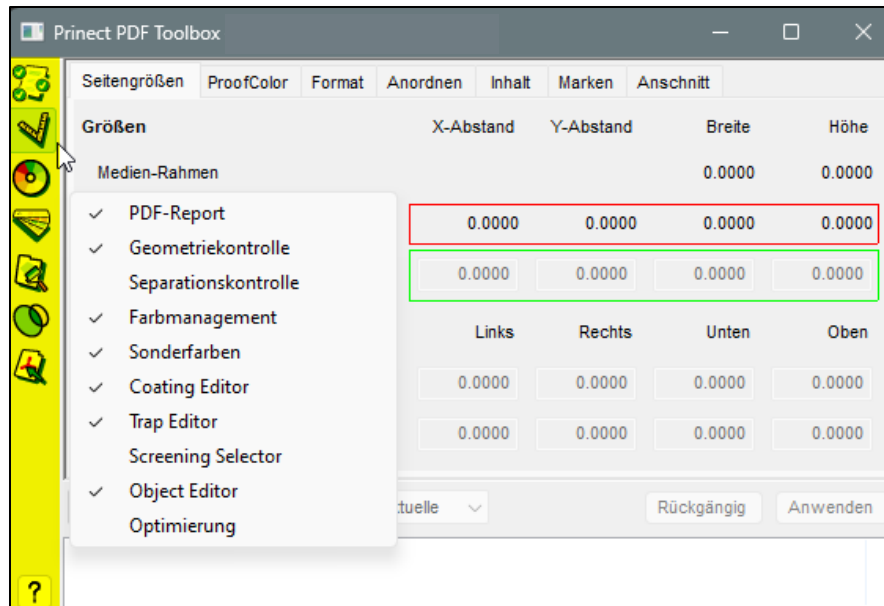 Prinect PDF Toolbox
Seitengrößen ProofColor Format Anordnen Inhalt Marken Anschnitt
Größen X-Abstand Y-Abstand Breite Höhe
Medien-Rahmen 0.0000 0.0000
PDF-Report
0.0000 0.0000 0.0000 0.0000
Geometriekontrolle
Separationskontrolle
0.0000 0.0000 0.0000 0.0000
Farbmanagement
Links Rechts Unten Oben
Sonderfarben
Coating Editor
0.0000 0.0000 0.0000 0.0000
Trap Editor
0.0000 0.0000 0.0000 0.0000
Screening Selector
Object Editor
ktuelle Rückgängig Anwenden
Optimierung
?